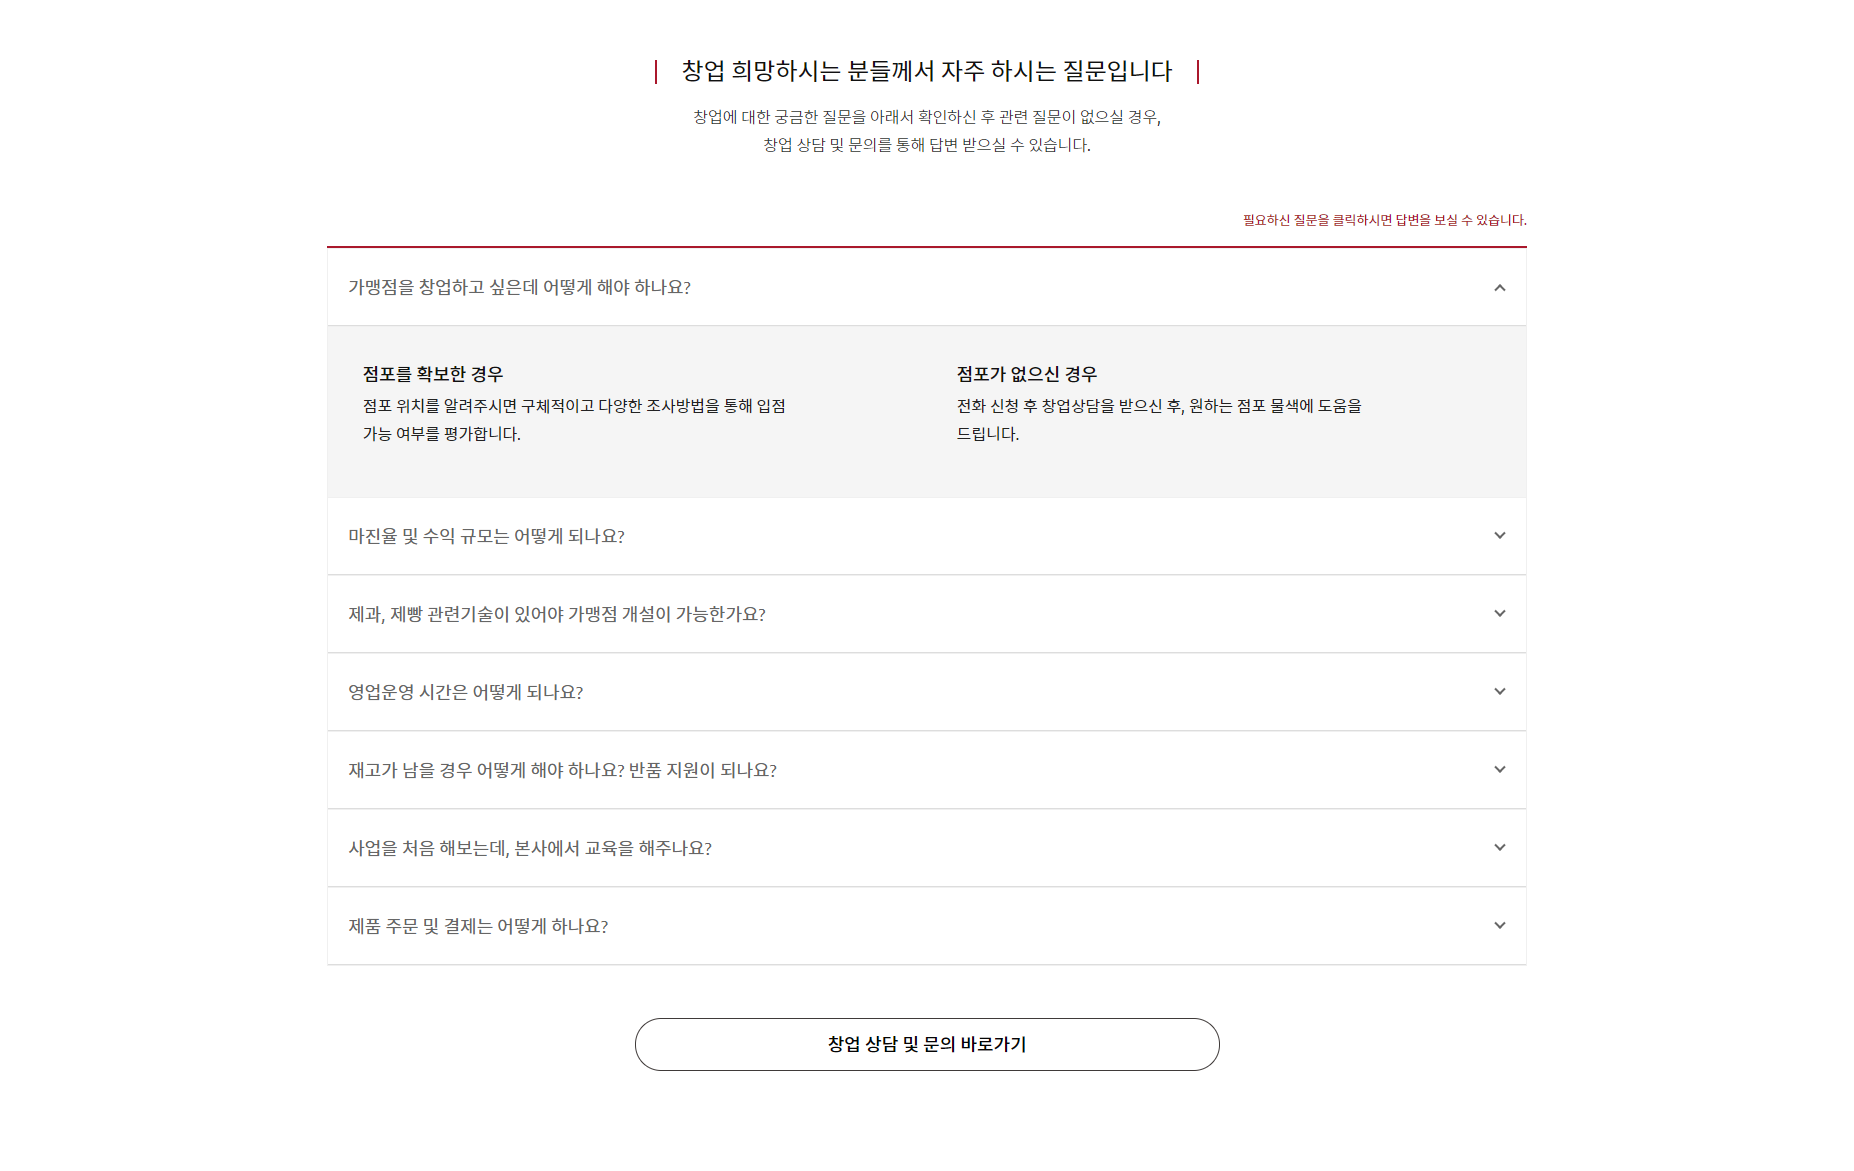 창업 희망하시는 분들께서 자주 하시는 질문입니다
창업에 대한 궁금한 질문을 아래서 확인하신 후 관련 질문이 없으실 경우,
창업 상담 및 문의를 통해 답변 받으실 수 있습니다.
필요하신 질문을 클릭하시면 답변을 보실 수 있습니다.
가맹점을 창업하고 싶은데 어떻게 해야 하나요?
점포를 확보한 경우
점포 위치를 알려주시면 구체적이고 다양한 조사방법을 통해 입점
가능 여부를 평가합니다.
점포가 없으신 경우
전화 신청 후 창업상담을 받으신 후, 원하는 점포 물색에 도움을
드립니다.
마진율 및 수익 규모는 어떻게 되나요?
제과, 제빵 관련기술이 있어야 가맹점 개설이 가능한가요?
영업운영 시간은 어떻게 되나요?
재고가 남을 경우 어떻게 해야 하나요? 반품 지원이 되나요?
사업을 처음 해보는데, 본사에서 교육을 해주나요?
제품 주문 및 결제는 어떻게 하나요?
창업 상담 및 문의 바로가기